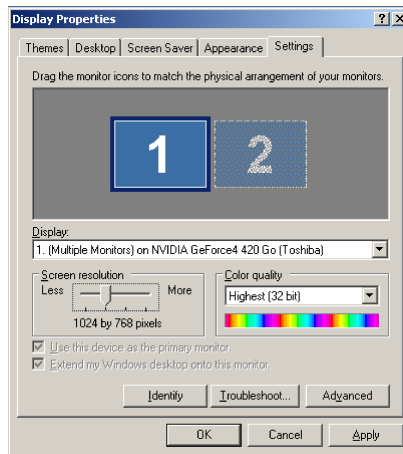 Display Properties
Themes Desktop Screen Saver Appearance Settings
Drag the monitor icons to match the physical arrangement of your monitors.
1 2
Display:
1. (Multiple Monitors) on NVIDIA GeForce4 420 Go (Toshiba)
Screen resolution
Less More
1024 by 768 pixels
Color quality
Highest (32 bit)
Use this device as the primary monitor.
Extend my Windows desktop onto this monitor.
Identify Troubleshoot... Advanced
OK Cancel Apply